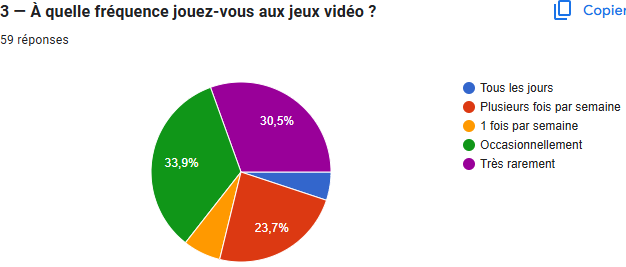 3 — À quelle fréquence jouez-vous aux jeux vidéo ?
Copier
59 réponses
30,5%
33,9%
23,7%
Tous les jours
Plusieurs fois par semaine
1 fois par semaine
Occasionnellement
Très rarement